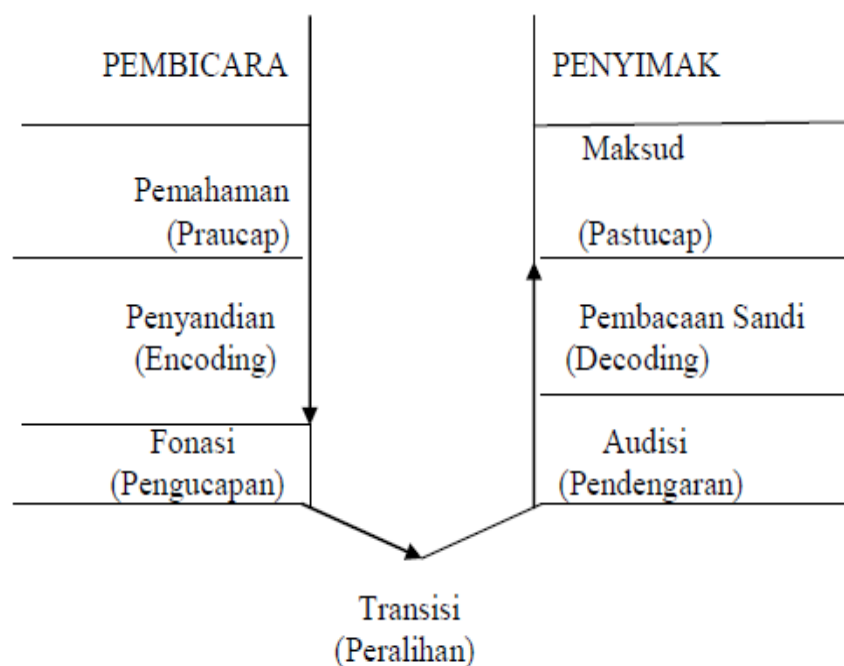 PEMBICARA
Pemahaman
(Praucap)
Penyandian
(Encoding)
Fonasi
(Pengucapan)
Transisi
(Peralihan)
PENYIMAK
Maksud
(Pastucap)
Pembacaan Sandi
(Decoding)
Audisi
(Pendengaran)